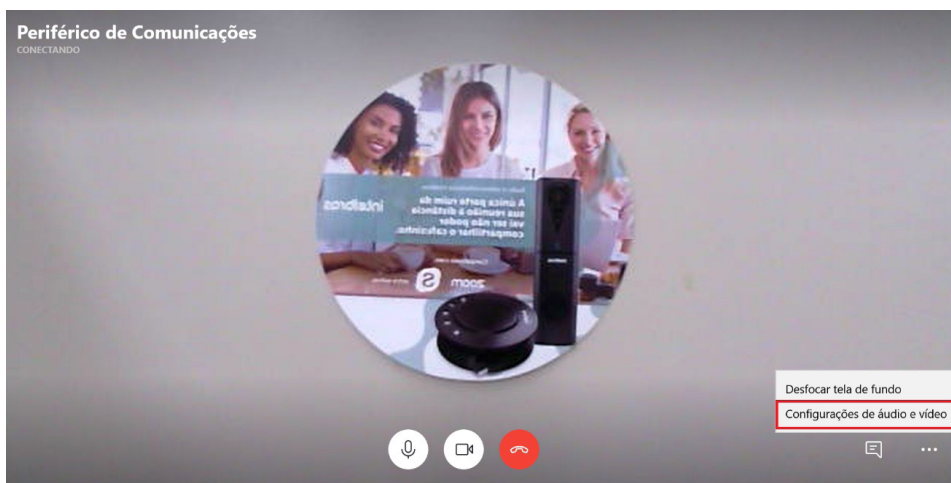 Periférico de Comunicações
CONECTANDO
intelbras
A única parte ruim da
sua reunião à distância
vai ser não poder
compartilhar o cafezinho.
zoom
Desfocar tela de fundo
Configurações de áudio e vídeo